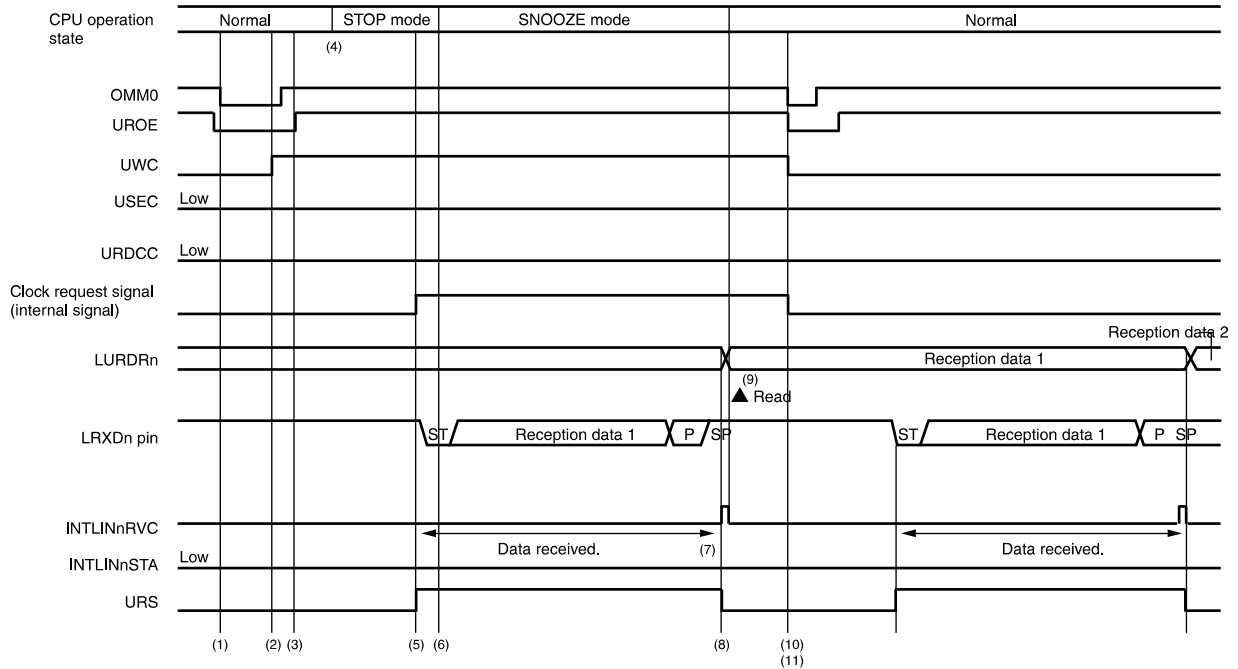 CPU operation
state
Normal
STOP mode
SNOOZE mode
Normal
(4)
OMM0
UROE
UWC
USEC
Low
URDCC
Low
Clock request signal
(internal signal)
Reception data 2
LURDRn
Reception data 1
(9)
▲ Read
LRXDn pin
ST
Reception data 1
P
SP
ST
Reception data 1
P
SP
INTLINnRVC
Data received.
(7)
Data received.
INTLINnSTA
Low
URS
(1)
(2)
(3)
(5)
(6)
(8)
(10)
(11)